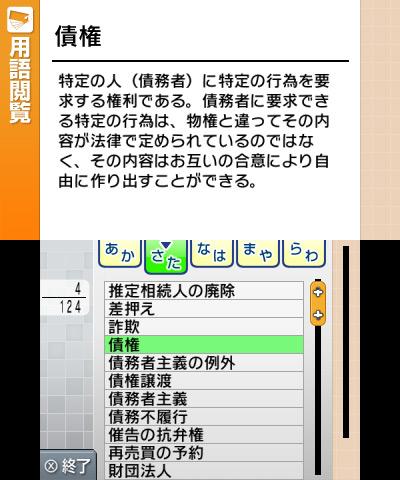 用語閲覧
債権
特定の人（債務者）に特定の行為を要
求する権利である。債務者に要求でき
る特定の行為は、物権と違ってその内
容が法律で定められているのではな
く、その内容はお互いの合意により自
由に作り出すことができる。
あか さた なは まや らわ
4
124
推定相続人の廃除
差押え
詐欺
債権
債務者主義の例外
債権譲渡
債務者主義
債務不履行
催告の抗弁権
再売買の予約
財団法人
Ⓧ終了